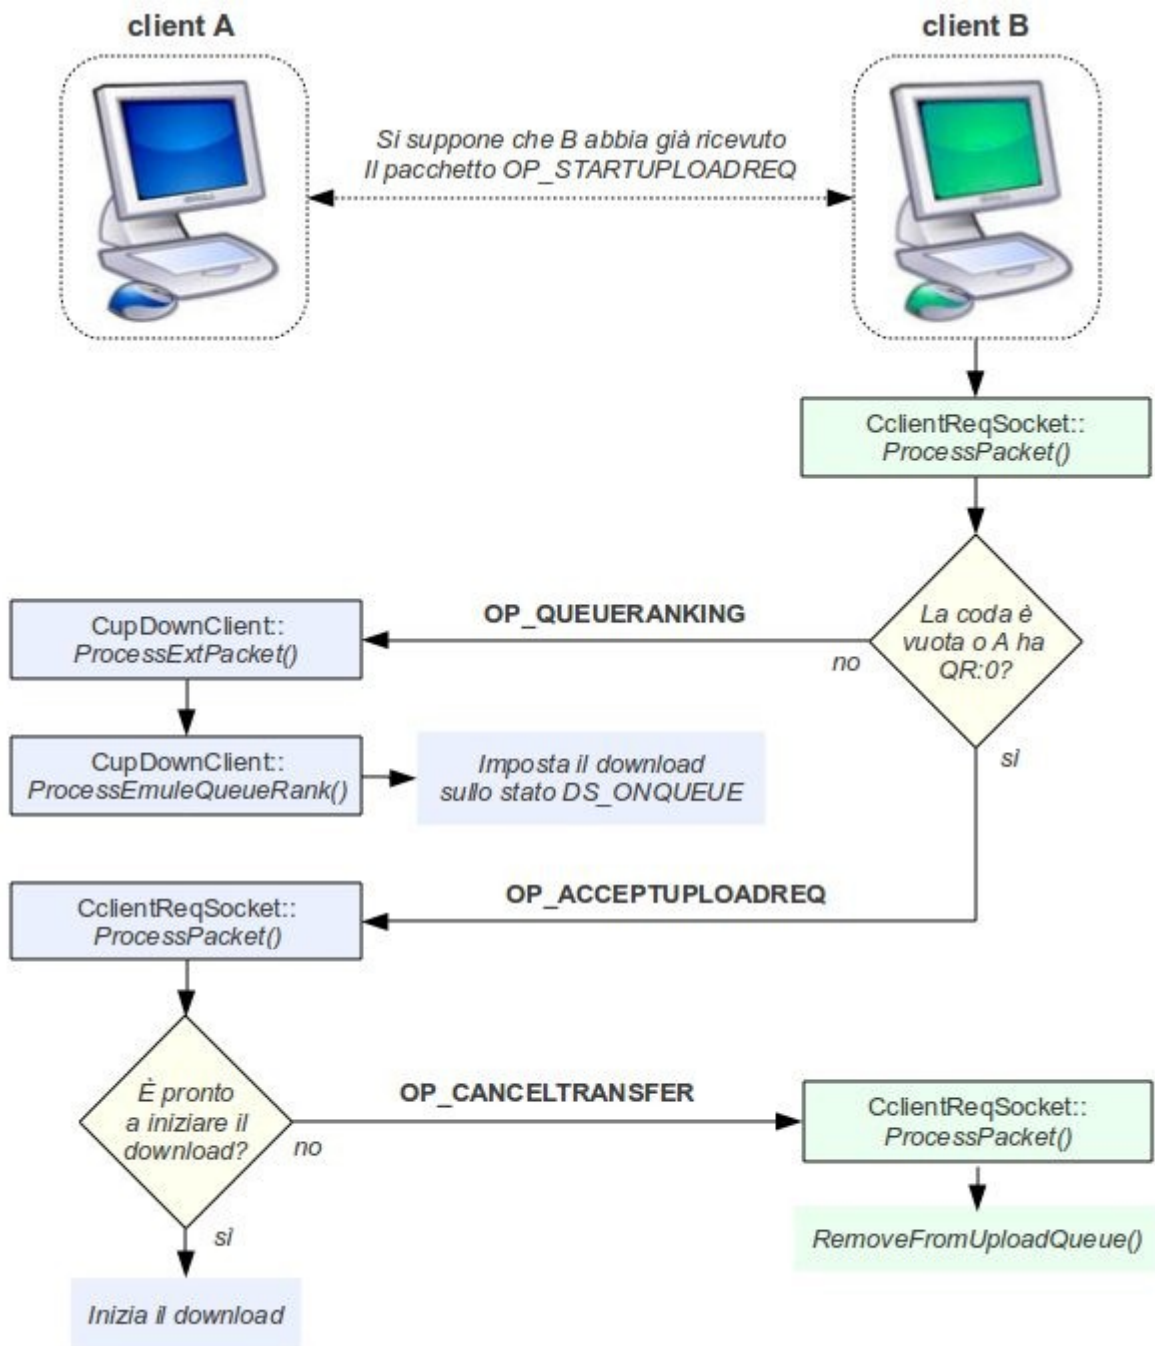 client A
client B
Si suppone che B abbia già ricevuto
Il pacchetto OP_STARTUPLOADREQ
CclientReqSocket::
ProcessPacket()
La coda è
vuota o A ha
QR:0?
OP_QUEUERANKING
no
CupDownClient::
ProcessExtPacket()
CupDownClient::
ProcessEmuleQueueRank()
Imposta il download
sullo stato DS_ONQUEUE
sì
OP_ACCEPTUPLOADREQ
CclientReqSocket::
ProcessPacket()
È pronto
a iniziare il
download?
OP_CANCELTRANSFER
no
CclientReqSocket::
ProcessPacket()
RemoveFromUploadQueue()
sì
Inizia il download